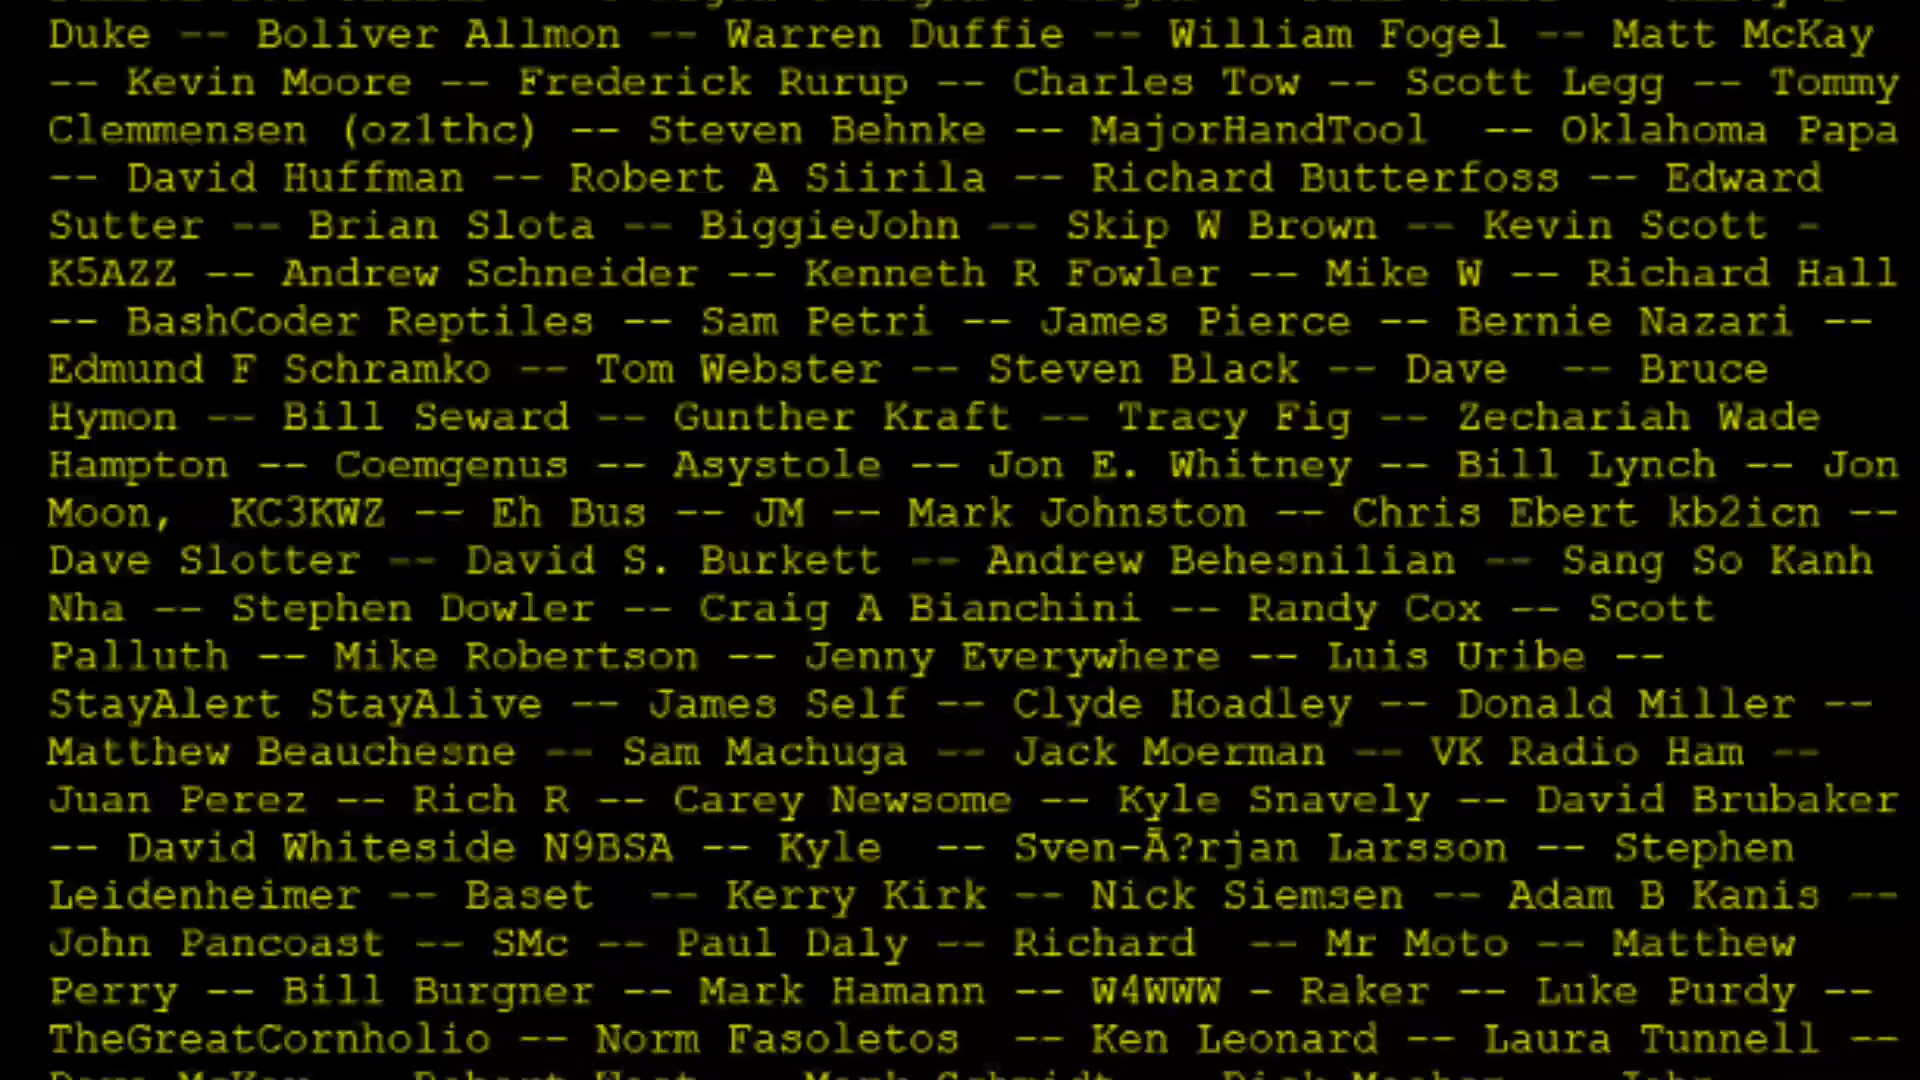 Duke -- Boliver Allmon -- Warren Duffie -- William Fogel -- Matt McKay
-- Kevin Moore -- Frederick Rurup -- Charles Tow -- Scott Legg -- Tommy
Clemmensen (oz1thc) -- Steven Behnke -- MajorHandTool  -- Oklahoma Papa
-- David Huffman -- Robert A Siirila -- Richard Butterfoss -- Edward
Sutter -- Brian Slota -- BiggieJohn -- Skip W Brown -- Kevin Scott -
K5AZZ -- Andrew Schneider -- Kenneth R Fowler -- Mike W -- Richard Hall
-- BashCoder Reptiles -- Sam Petri -- James Pierce -- Bernie Nazari --
Edmund F Schramko -- Tom Webster -- Steven Black -- Dave  -- Bruce
Hymon -- Bill Seward -- Gunther Kraft -- Tracy Fig -- Zechariah Wade
Hampton -- Coemgenus -- Asystole -- Jon E. Whitney -- Bill Lynch -- Jon
Moon,  KC3KWZ -- Eh Bus -- JM -- Mark Johnston -- Chris Ebert kb2icn --
Dave Slotter -- David S. Burkett -- Andrew Behesnilian -- Sang So Kanh
Nha -- Stephen Dowler -- Craig A Bianchini -- Randy Cox -- Scott
Palluth -- Mike Robertson -- Jenny Everywhere -- Luis Uribe --
StayAlert StayAlive -- James Self -- Clyde Hoadley -- Donald Miller --
Matthew Beauchesne -- Sam Machuga -- Jack Moerman -- VK Radio Ham --
Juan Perez -- Rich R -- Carey Newsome -- Kyle Snavely -- David Brubaker
-- David Whiteside N9BSA -- Kyle  -- Sven-Ã?rjan Larsson -- Stephen
Leidenheimer -- Baset  -- Kerry Kirk -- Nick Siemsen -- Adam B Kanis --
John Pancoast -- SMc -- Paul Daly -- Richard  -- Mr Moto -- Matthew
Perry -- Bill Burgner -- Mark Hamann -- W4WWW - Raker -- Luke Purdy --
TheGreatCornholio -- Norm Fasoletos  -- Ken Leonard -- Laura Tunnell --